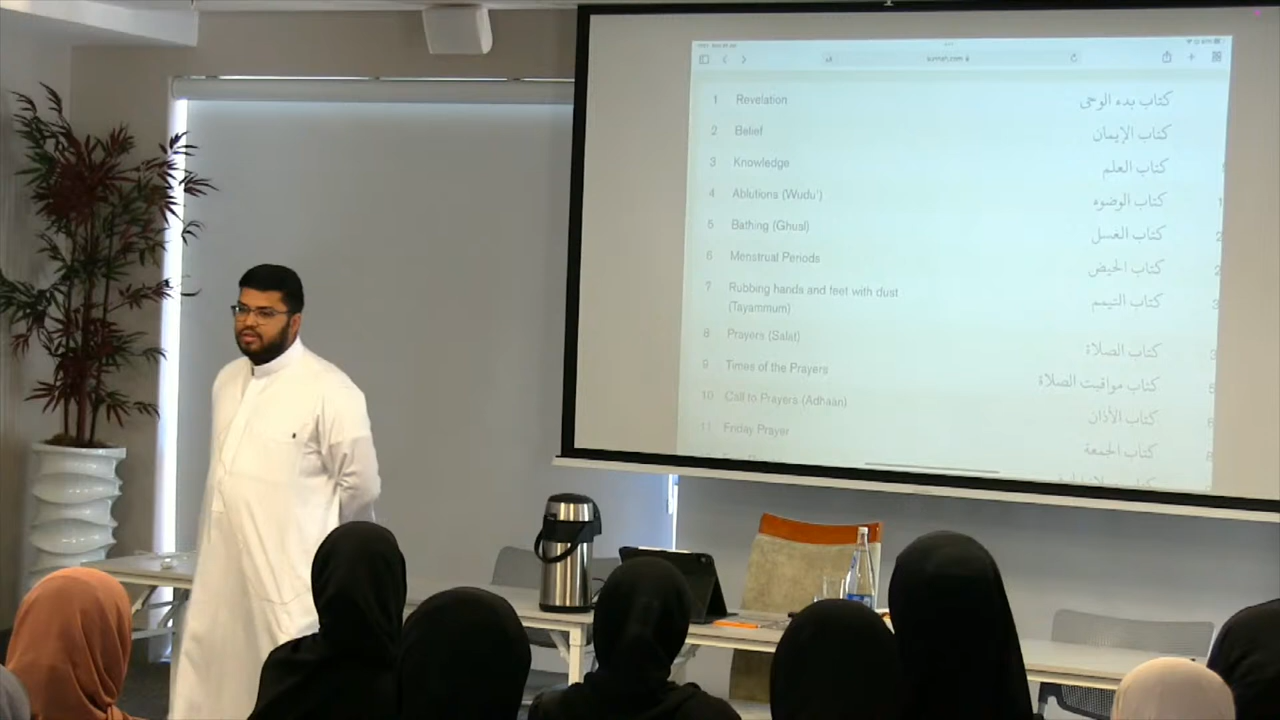 sunnah.com
1 Revelation كتاب بدء الوحى
2 Belief كتاب الإيمان
3 Knowledge كتاب العلم
4 Ablutions (Wudu') كتاب الوضوء
5 Bathing (Ghusl) كتاب الغسل
6 Menstrual Periods كتاب الحيض
7 Rubbing hands and feet with dust كتاب التيمم
(Tayammum)
8 Prayers (Salat) كتاب الصلاة
9 Times of the Prayers كتاب مواقيت الصلاة
10 Call to Prayers (Adhaan) كتاب الأذان
11 Friday Prayer كتاب الجمعة